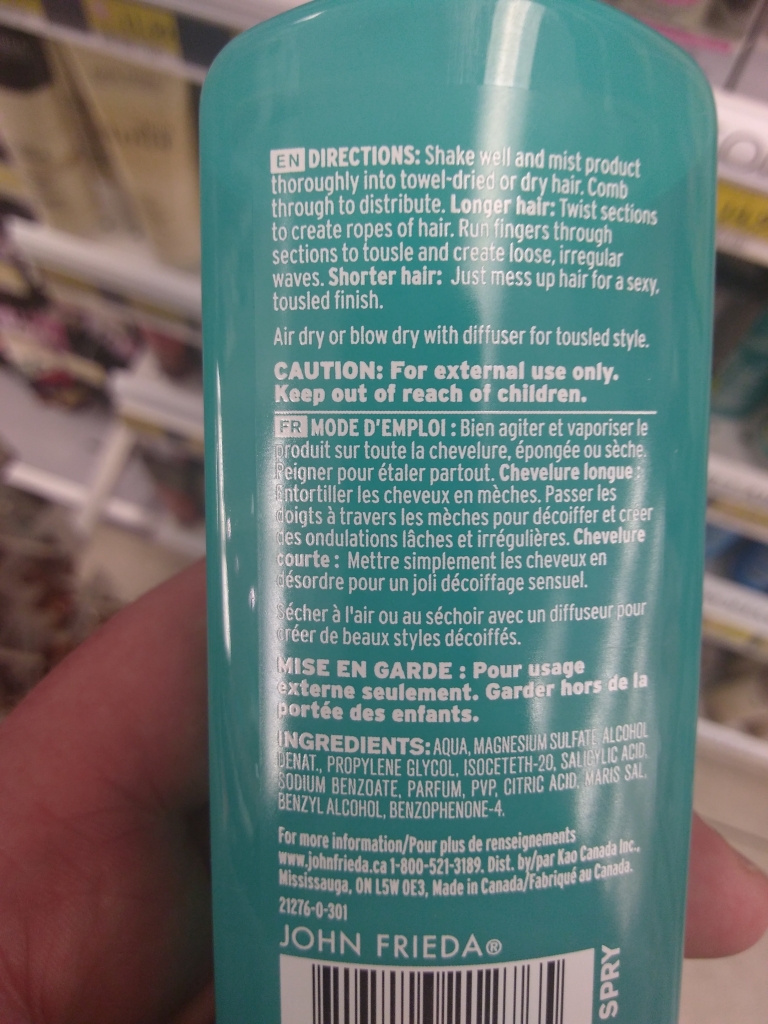 EN DIRECTIONS: Shake well and mist product
thoroughly into towel-dried or dry hair. Comb
through to distribute. Longer hair: Twist sections
to create ropes of hair. Run fingers through
sections to tousle and create loose, irregular
waves. Shorter hair: Just mess up hair for a sexy,
tousled finish.
Air dry or blow dry with diffuser for tousled style.
CAUTION: For external use only.
Keep out of reach of children.
FR MODE D'EMPLOI : Bien agiter et vaporiser le
produit sur toute la chevelure, épongée ou sèche.
Peigner pour étaler partout. Chevelure longue :
Entortiller les cheveux en mèches. Passer les
doigts à travers les mèches pour décoiffer et créer
des ondulations lâches et irrégulières. Chevelure
courte : Mettre simplement les cheveux en
désordre pour un joli décoiffage sensuel.
Sécher à l'air ou au séchoir avec un diffuseur pour
créer de beaux styles décoiffés.
MISE EN GARDE : Pour usage
externe seulement. Garder hors de la
portée des enfants.
INGREDIENTS: AQUA, MAGNESIUM SULFATE, ALCOHOL
DENAT., PROPYLENE GLYCOL, ISOCETETH-20, SALICYLIC ACID,
SODIUM BENZOATE, PARFUM, PVP, CITRIC ACID, MARIS SAL,
BENZYL ALCOHOL, BENZOPHENONE-4.
For more information/Pour plus de renseignements
www.johnfrieda.ca 1-800-521-3189. Dist. by/par Kao Canada Inc.,
Mississauga, ON L5W 0E3, Made in Canada/Fabriqué au Canada.
21276-0-301
JOHN FRIEDA®
SPRY